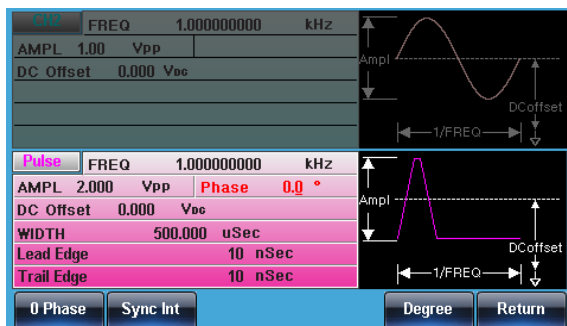 CH2 FREQ 1.000000000 kHz
AMPL 1.00 Vpp
DC Offset 0.000 VDC
Ampl
DCoffset
1/FREQ
Pulse FREQ 1.000000000 kHz
AMPL 2.000 Vpp Phase 0.0 °
DC Offset 0.000 VDC
WIDTH 500.000 uSec
Lead Edge 10 nSec
Trail Edge 10 nSec
Ampl
DCoffset
1/FREQ
0 Phase Sync Int Degree Return